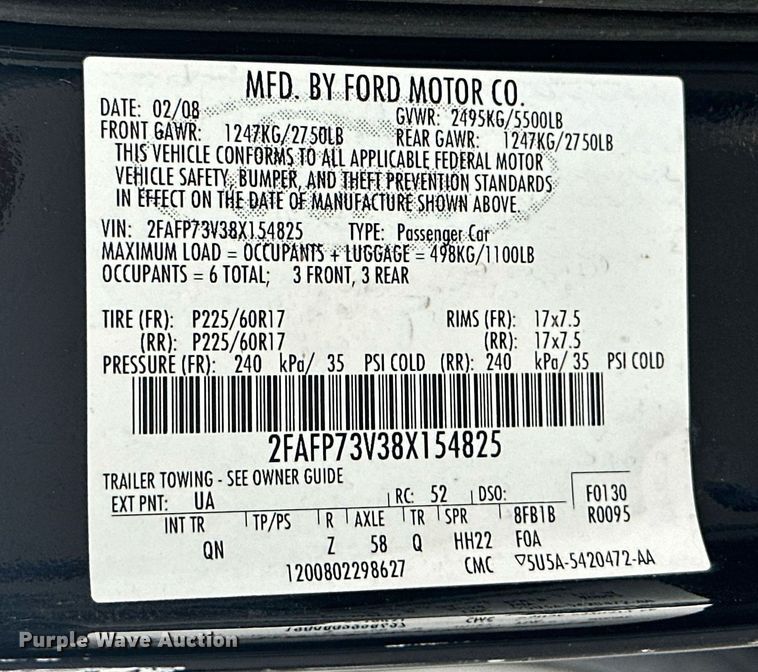 MFD. BY FORD MOTOR CO.
DATE: 02/08 GVWR: 2495KG/5500LB
FRONT GAWR: 1247KG/2750LB REAR GAWR: 1247KG/2750LB
THIS VEHICLE CONFORMS TO ALL APPLICABLE FEDERAL MOTOR
VEHICLE SAFETY, BUMPER, AND THEFT PREVENTION STANDARDS
IN EFFECT ON THE DATE OF MANUFACTURE SHOWN ABOVE.
VIN: 2FAFP73V38X154825 TYPE: Passenger Car
MAXIMUM LOAD = OCCUPANTS + LUGGAGE = 498KG/1100LB
OCCUPANTS = 6 TOTAL; 3 FRONT, 3 REAR
TIRE (FR): P225/60R17 RIMS (FR): 17x7.5
(RR): P225/60R17 (RR): 17x7.5
PRESSURE (FR): 240 kPa/ 35 PSI COLD (RR): 240 kPa/ 35 PSI COLD
2FAFP73V38X154825
TRAILER TOWING - SEE OWNER GUIDE
EXT PNT: UA RC: 52 DSO: F0130
INT TR TP/PS R AXLE TR SPR 8FB1B R0095
QN Z 58 Q HH22 F0A
1200802298627 CMC ▽5U5A-5420472-AA
Purple Wave Auction